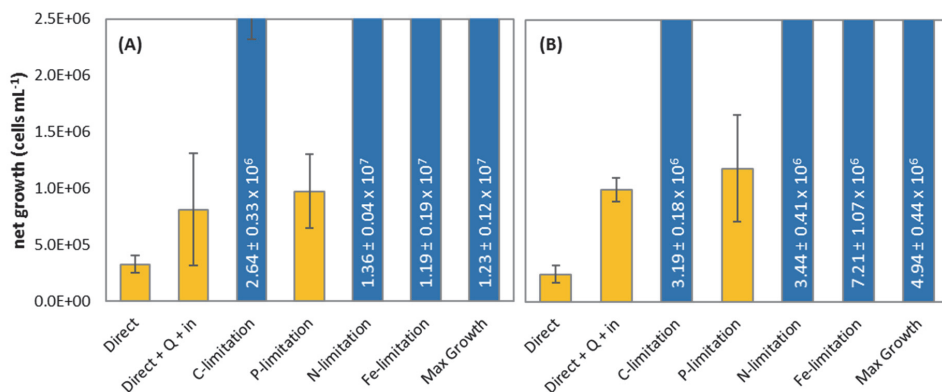 net growth (cells mL⁻¹)
2.5E+06
2.0E+06
1.5E+06
1.0E+06
5.0E+05
0.0E+00
(A)
2.64 ± 0.33 x 10⁶
1.36 ± 0.04 x 10⁷
1.19 ± 0.19 x 10⁷
1.23 ± 0.12 x 10⁷
Direct
Direct + Q + in
C-limitation
P-limitation
N-limitation
Fe-limitation
Max Growth
(B)
3.19 ± 0.18 x 10⁶
3.44 ± 0.41 x 10⁶
7.21 ± 1.07 x 10⁶
4.94 ± 0.44 x 10⁶
Direct
Direct + Q + in
C-limitation
P-limitation
N-limitation
Fe-limitation
Max Growth